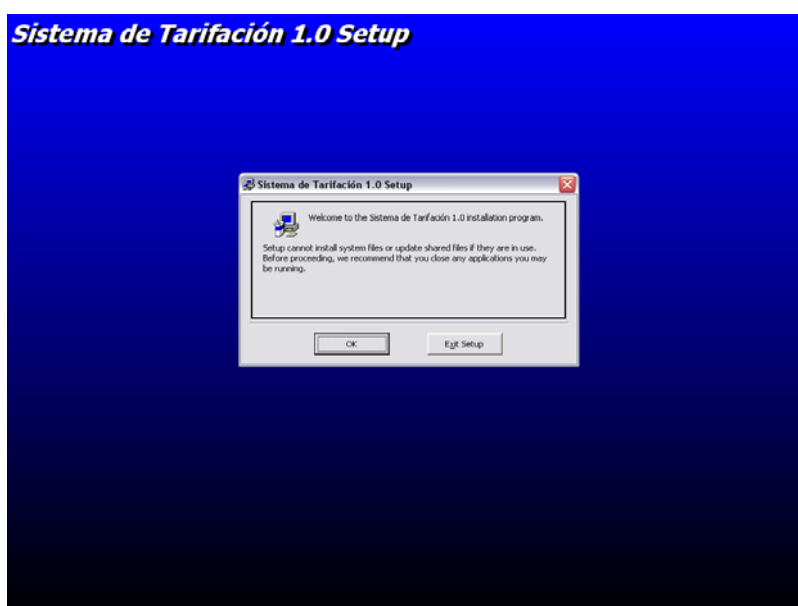 Sistema de Tarifación 1.0 Setup
Sistema de Tarifación 1.0 Setup
Welcome to the Sistema de Tarifación 1.0 installation program.
Setup cannot install system files or update shared files if they are in use.
Before proceeding, we recommend that you close any applications you may
be running.
OK
Exit Setup